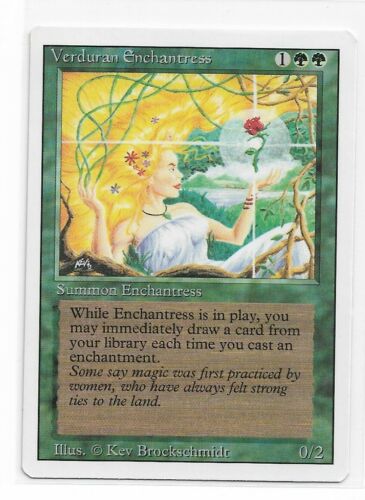 Verduran Enchantress 1
Summon Enchantress
While Enchantress is in play, you
may immediately draw a card from
your library each time you cast an
enchantment.
Some say magic was first practiced by
women, who have always felt strong
ties to the land.
Illus. © Kev Brockschmidt 0/2